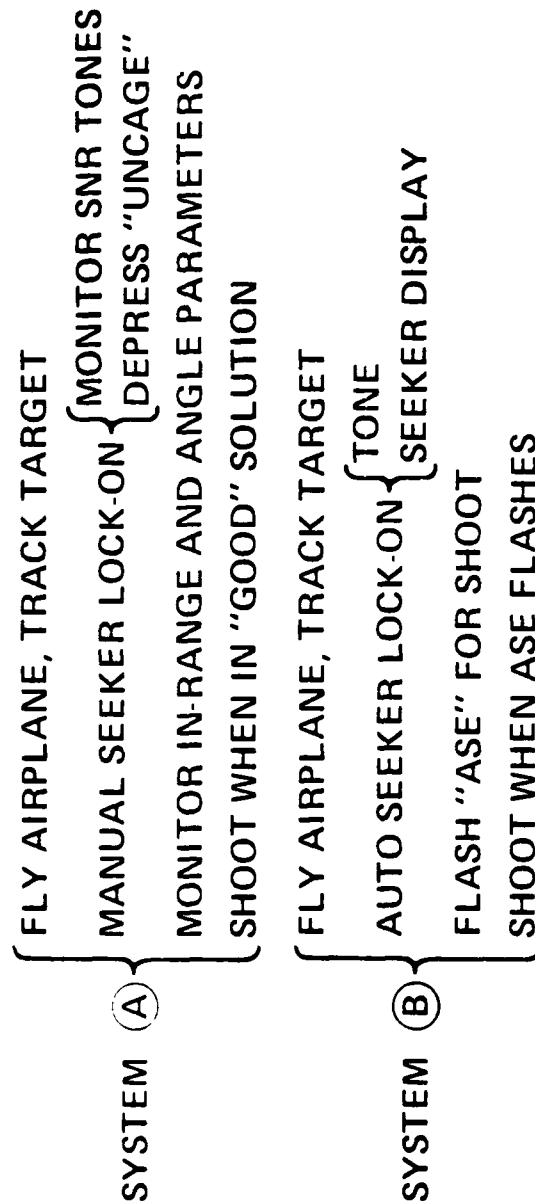 SYSTEM A
FLY AIRPLANE, TRACK TARGET
MANUAL SEEKER LOCK-ON
MONITOR SNR TONES
DEPRESS "UNCAGE"
MONITOR IN-RANGE AND ANGLE PARAMETERS
SHOOT WHEN IN "GOOD" SOLUTION
SYSTEM B
FLY AIRPLANE, TRACK TARGET
AUTO SEEKER LOCK-ON
TONE
SEEKER DISPLAY
FLASH "ASE" FOR SHOOT
SHOOT WHEN ASE FLASHES